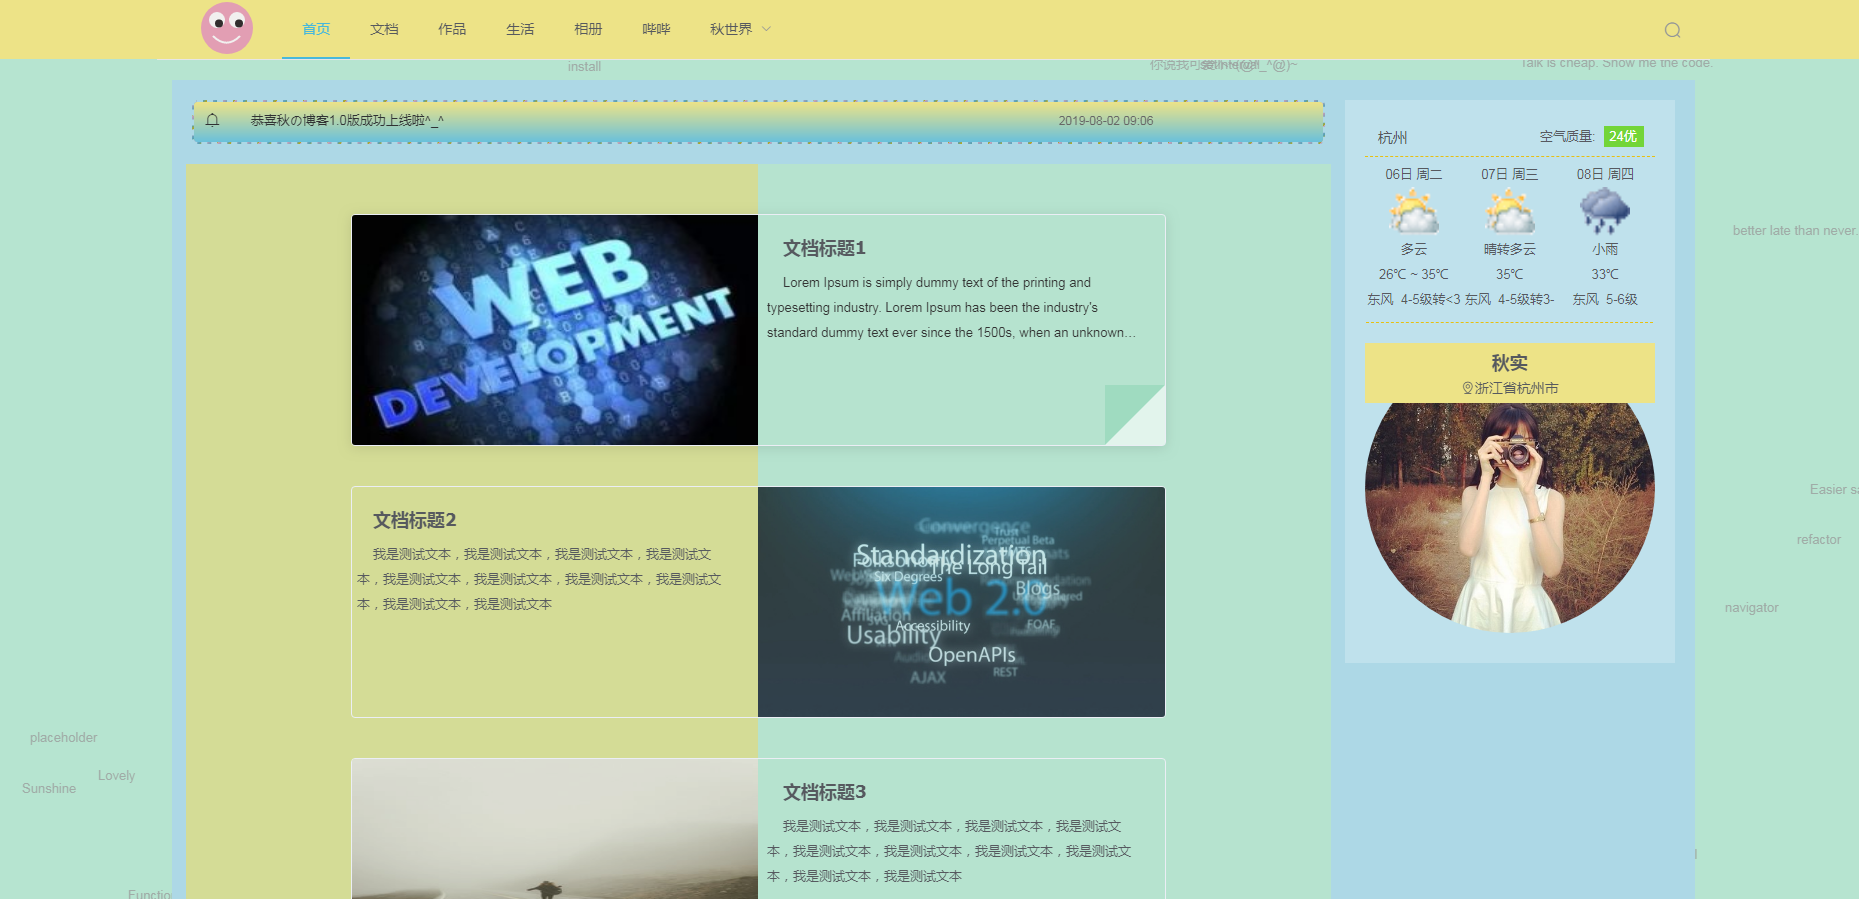 首页 文档 作品 生活 相册 哔哔 秋世界
install
Talk is cheap. Show me the code.
恭喜秋の博客1.0版成功上线啦^_^ 2019-08-02 09:06
杭州 空气质量: 24优
06日 周二 07日 周三 08日 周四
多云 晴转多云 小雨
26℃ ~ 35℃ 35℃ 33℃
东风 4-5级转<3 东风 4-5级转3- 东风 5-6级
秋实
浙江省杭州市
WEB
DEVELOPMENT
文档标题1
Lorem Ipsum is simply dummy text of the printing and
typesetting industry. Lorem Ipsum has been the industry's
standard dummy text ever since the 1500s, when an unknown...
文档标题2
我是测试文本，我是测试文本，我是测试文本，我是测试文
本，我是测试文本，我是测试文本，我是测试文本，我是测试文
本，我是测试文本，我是测试文本
Convergence
Trust
Perpetual Beta
Standardization
The Long Tail
Six Degrees
Blogs
Web 2.0
Affiliation
Accessibility
FOAF
Usability
OpenAPIs
REST
AJAX
文档标题3
我是测试文本，我是测试文本，我是测试文本，我是测试文
本，我是测试文本，我是测试文本，我是测试文本，我是测试文
本，我是测试文本，我是测试文本
better late than never.
Easier
refactor
navigator
placeholder
Lovely
Sunshine